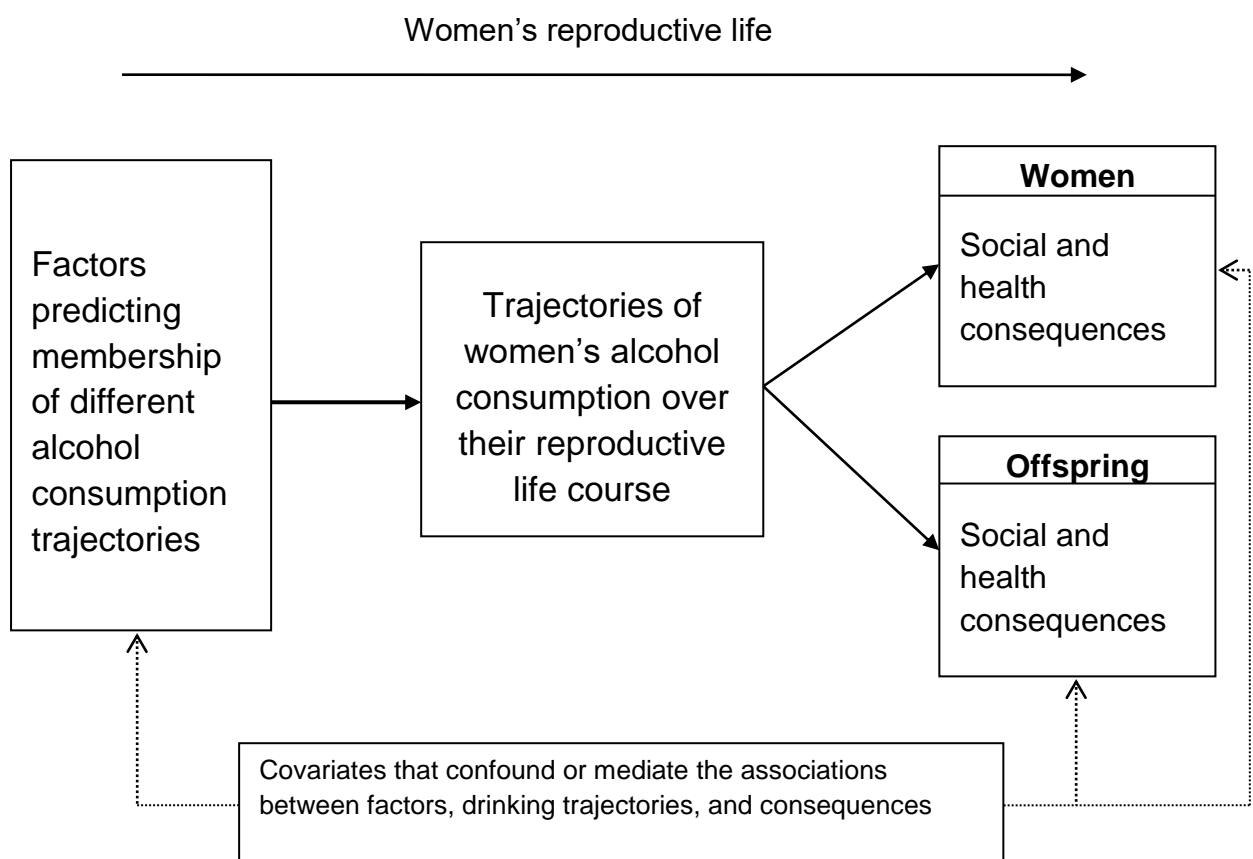 Women’s reproductive life
Factors
predicting
membership
of different
alcohol
consumption
trajectories
Trajectories of
women’s alcohol
consumption over
their reproductive
life course
Women
Social and
health
consequences
Offspring
Social and
health
consequences
Covariates that confound or mediate the associations
between factors, drinking trajectories, and consequences